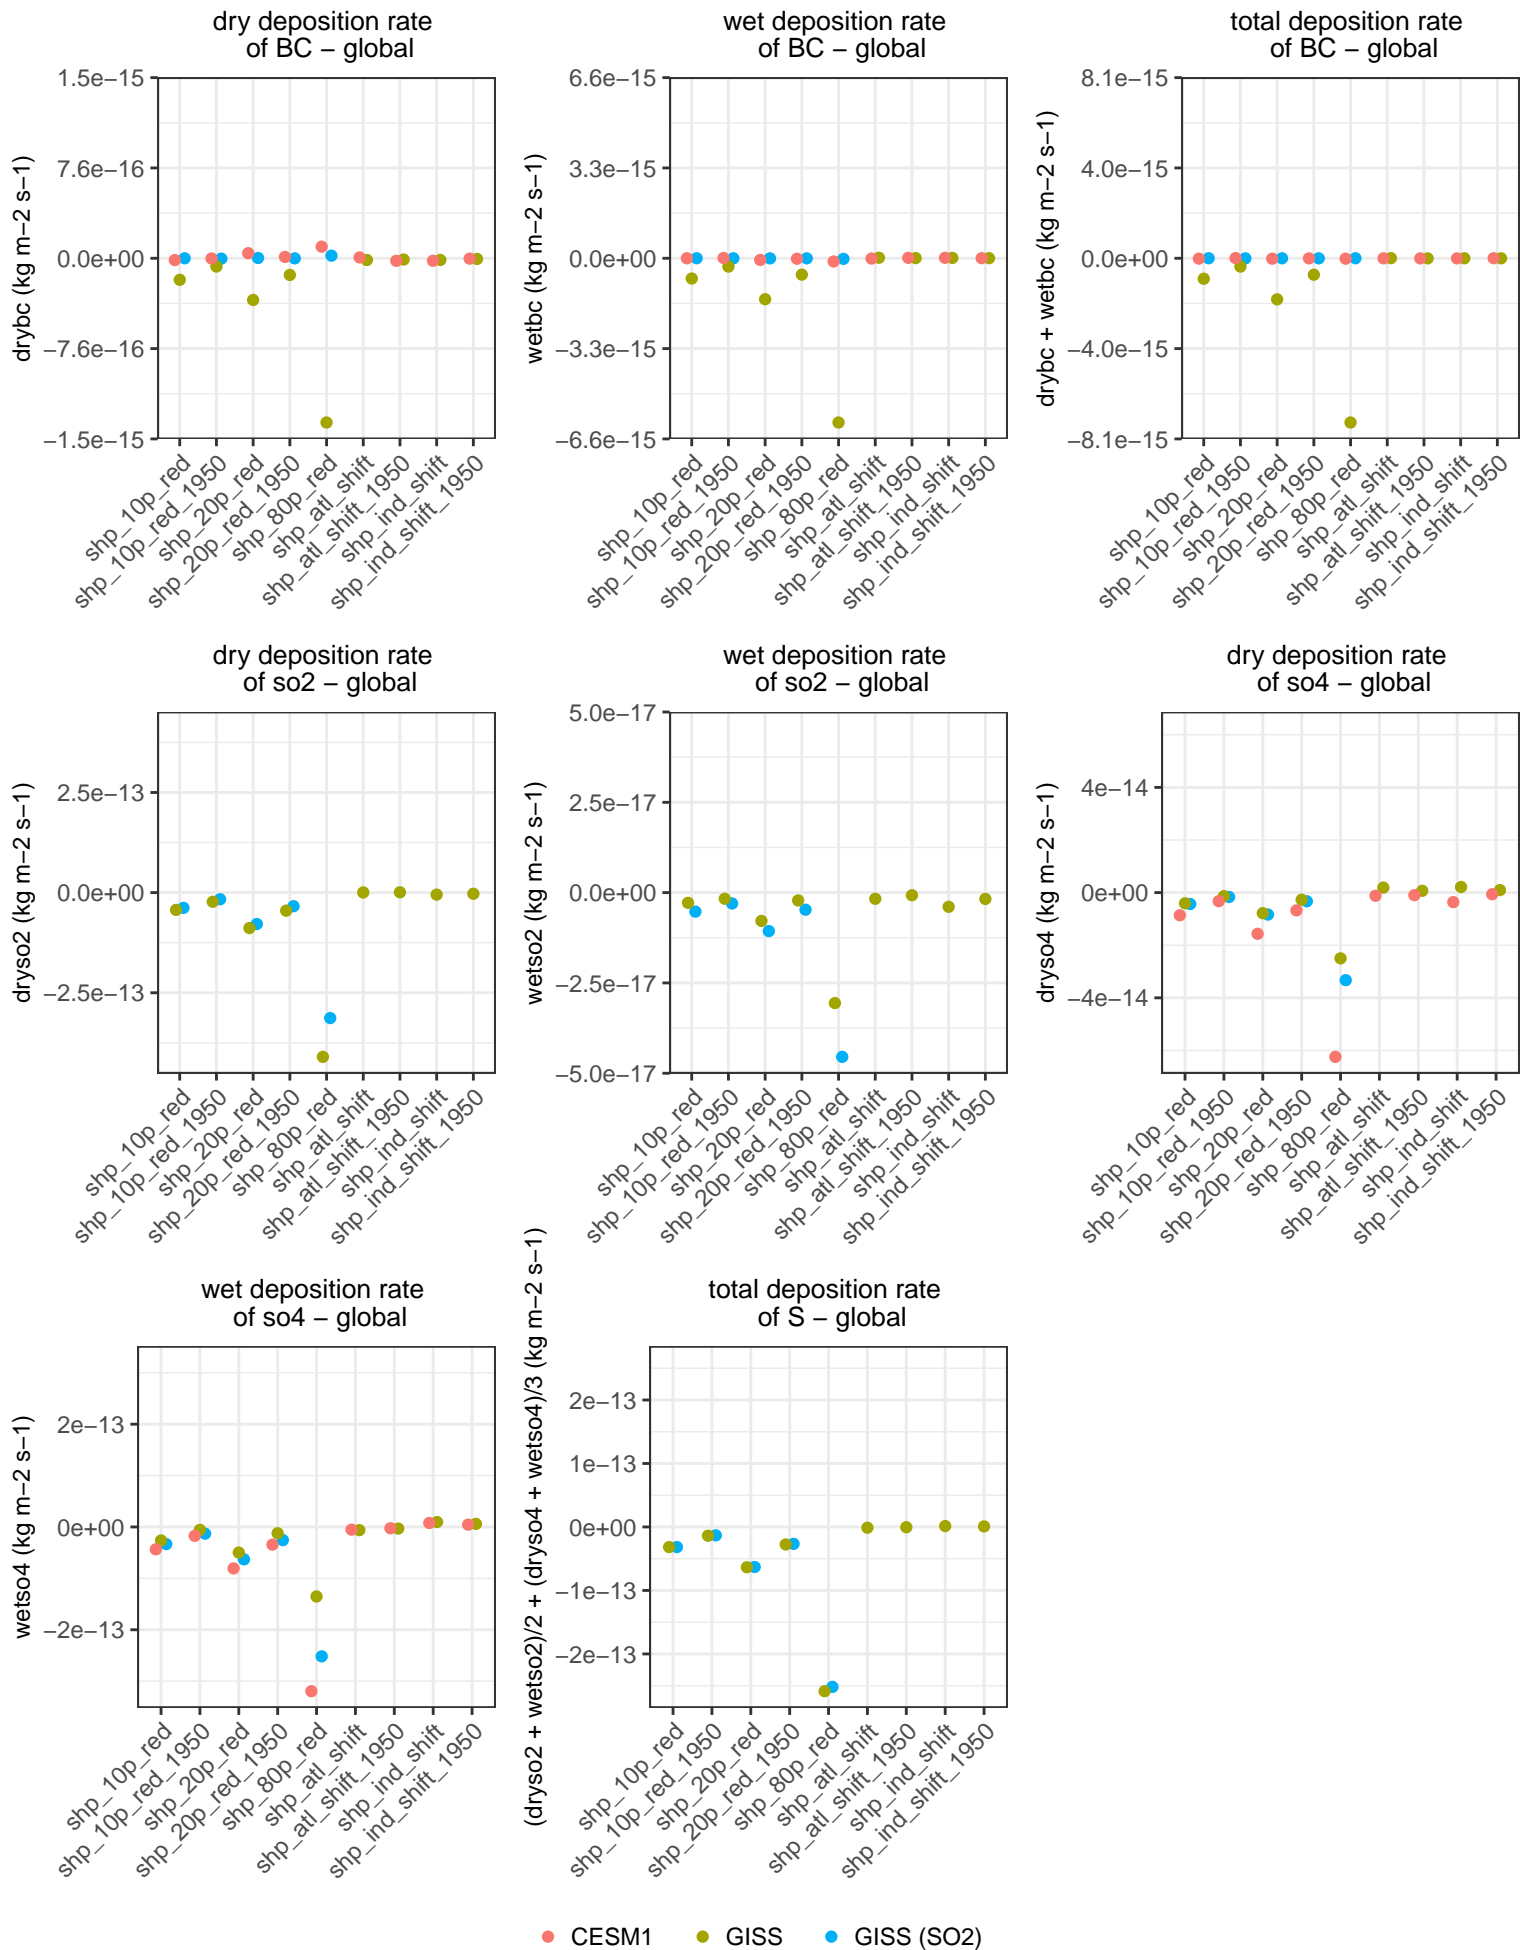 dry deposition rate
of BC − global
wet deposition rate
of BC − global
total deposition rate
of BC − global
drybc (kg m−2 s−1)
1.5e−15
7.6e−16
0.0e+00
−7.6e−16
−1.5e−15
shp_10p_red
shp_10p_red_1950
shp_20p_red
shp_20p_red_1950
shp_80p_red
shp_atl_shift
shp_atl_shift_1950
shp_ind_shift
shp_ind_shift_1950
wetbc (kg m−2 s−1)
6.6e−15
3.3e−15
0.0e+00
−3.3e−15
−6.6e−15
shp_10p_red
shp_10p_red_1950
shp_20p_red
shp_20p_red_1950
shp_80p_red
shp_atl_shift
shp_atl_shift_1950
shp_ind_shift
shp_ind_shift_1950
drybc + wetbc (kg m−2 s−1)
8.1e−15
4.0e−15
0.0e+00
−4.0e−15
−8.1e−15
shp_10p_red
shp_10p_red_1950
shp_20p_red
shp_20p_red_1950
shp_80p_red
shp_atl_shift
shp_atl_shift_1950
shp_ind_shift
shp_ind_shift_1950
dry deposition rate
of so2 − global
wet deposition rate
of so2 − global
dry deposition rate
of so4 − global
dryso2 (kg m−2 s−1)
2.5e−13
0.0e+00
−2.5e−13
shp_10p_red
shp_10p_red_1950
shp_20p_red
shp_20p_red_1950
shp_80p_red
shp_atl_shift
shp_atl_shift_1950
shp_ind_shift
shp_ind_shift_1950
wetso2 (kg m−2 s−1)
5.0e−17
2.5e−17
0.0e+00
−2.5e−17
−5.0e−17
shp_10p_red
shp_10p_red_1950
shp_20p_red
shp_20p_red_1950
shp_80p_red
shp_atl_shift
shp_atl_shift_1950
shp_ind_shift
shp_ind_shift_1950
dryso4 (kg m−2 s−1)
4e−14
0e+00
−4e−14
shp_10p_red
shp_10p_red_1950
shp_20p_red
shp_20p_red_1950
shp_80p_red
shp_atl_shift
shp_atl_shift_1950
shp_ind_shift
shp_ind_shift_1950
wet deposition rate
of so4 − global
total deposition rate
of S − global
wetso4 (kg m−2 s−1)
2e−13
0e+00
−2e−13
shp_10p_red
shp_10p_red_1950
shp_20p_red
shp_20p_red_1950
shp_80p_red
shp_atl_shift
shp_atl_shift_1950
shp_ind_shift
shp_ind_shift_1950
(dryso2 + wetso2)/2 + (dryso4 + wetso4)/3 (kg m−2 s−1)
2e−13
1e−13
0e+00
−1e−13
−2e−13
shp_10p_red
shp_10p_red_1950
shp_20p_red
shp_20p_red_1950
shp_80p_red
shp_atl_shift
shp_atl_shift_1950
shp_ind_shift
shp_ind_shift_1950
CESM1 GISS GISS (SO2)